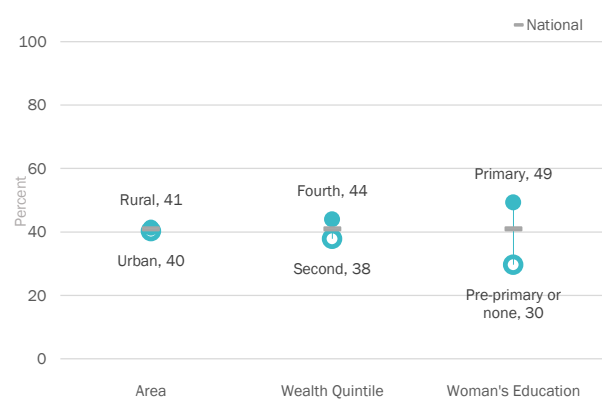 National
100
80
60
40
20
0
Percent
Rural, 41
Urban, 40
Fourth, 44
Second, 38
Primary, 49
Pre-primary or
none, 30
Area
Wealth Quintile
Woman's Education